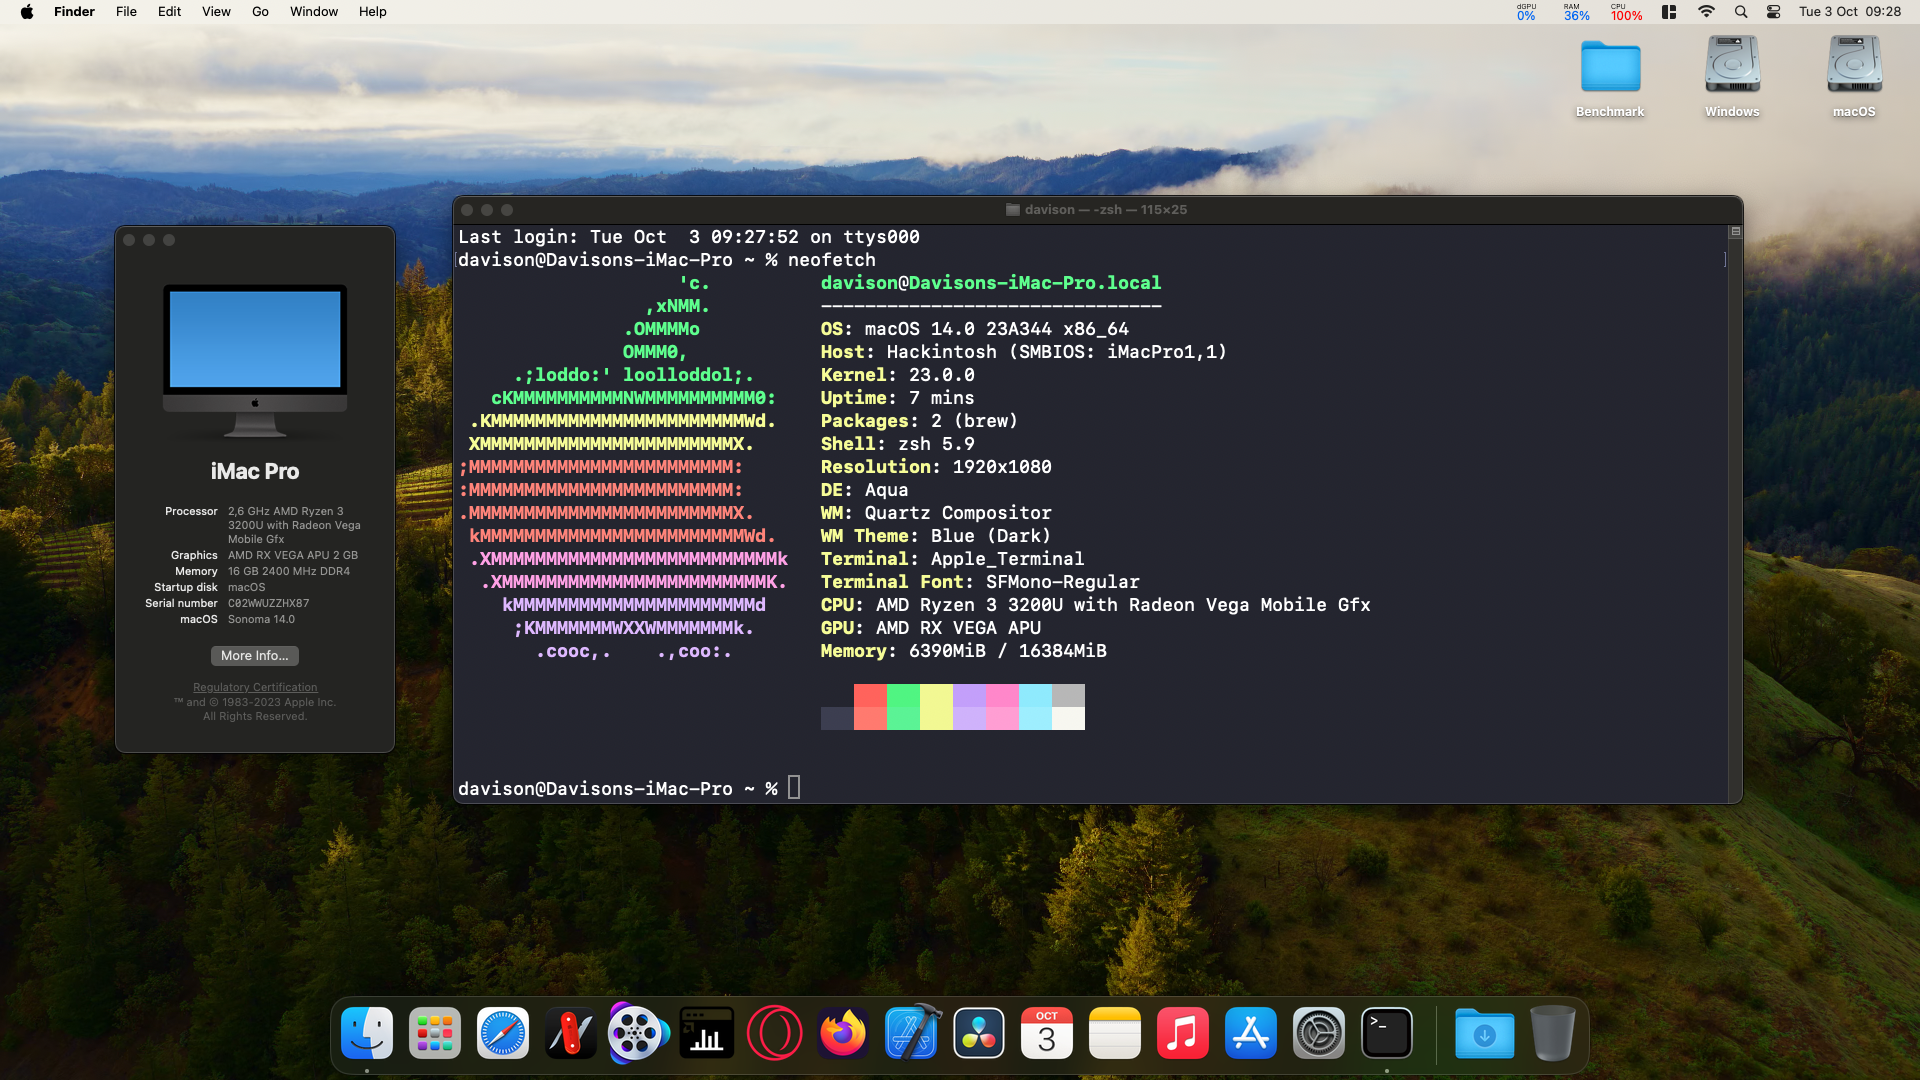 Finder File Edit View Go Window Help
dGPU 0% RAM 36% CPU 100% Tue 3 Oct 09:28
Benchmark Windows macOS
davison — -zsh — 115×25
Last login: Tue Oct  3 09:27:52 on ttys000
davison@Davisons-iMac-Pro ~ % neofetch
'c. davison@Davisons-iMac-Pro.local
,xNMM. -------------------------------
.OMMMMo OS: macOS 14.0 23A344 x86_64
OMMM0, Host: Hackintosh (SMBIOS: iMacPro1,1)
.;loddo:' loolloddol;. Kernel: 23.0.0
cKMMMMMMMMMMNWMMMMMMMMMM0: Uptime: 7 mins
.KMMMMMMMMMMMMMMMMMMMMMMMWd. Packages: 2 (brew)
XMMMMMMMMMMMMMMMMMMMMMMMX. Shell: zsh 5.9
;MMMMMMMMMMMMMMMMMMMMMMMM: Resolution: 1920x1080
:MMMMMMMMMMMMMMMMMMMMMMMM: DE: Aqua
.MMMMMMMMMMMMMMMMMMMMMMMMX. WM: Quartz Compositor
kMMMMMMMMMMMMMMMMMMMMMMMMWd. WM Theme: Blue (Dark)
.XMMMMMMMMMMMMMMMMMMMMMMMMMMk Terminal: Apple_Terminal
.XMMMMMMMMMMMMMMMMMMMMMMMMK. Terminal Font: SFMono-Regular
kMMMMMMMMMMMMMMMMMMMMMMd CPU: AMD Ryzen 3 3200U with Radeon Vega Mobile Gfx
;KMMMMMMMWXXWMMMMMMMk. GPU: AMD RX VEGA APU
.cooc,.    .,coo:. Memory: 6390MiB / 16384MiB
davison@Davisons-iMac-Pro ~ %
iMac Pro
Processor 2,6 GHz AMD Ryzen 3
3200U with Radeon Vega
Mobile Gfx
Graphics AMD RX VEGA APU 2 GB
Memory 16 GB 2400 MHz DDR4
Startup disk macOS
Serial number C02WWUZZHX87
macOS Sonoma 14.0
More Info...
Regulatory Certification
™ and © 1983-2023 Apple Inc.
All Rights Reserved.
OCT
3
>_